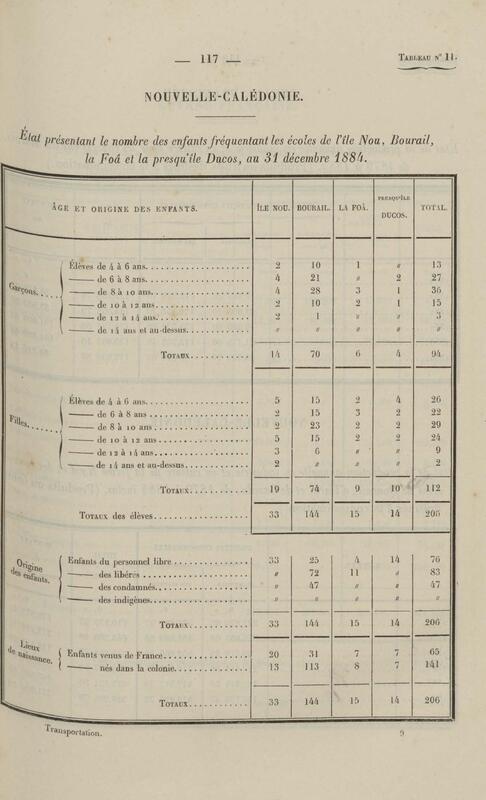 — 117 —
TABLEAU N° 11.
NOUVELLE-CALÉDONIE.
État présentant le nombre des enfants fréquentant les écoles de l'île Nou, Bourail,
la Foâ et la presqu'île Ducos, au 31 décembre 1884.
ÂGE ET ORIGINE DES ENFANTS. ÎLE NOU. BOURAIL. LA FOÂ. PRESQU'ÎLE DUCOS. TOTAL.
Garçons.....
Élèves de 4 à 6 ans 2 10 1 " 13
— de 6 à 8 ans 4 21 " 2 27
— de 8 à 10 ans 4 28 3 1 36
— de 10 à 12 ans 2 10 2 1 15
— de 12 à 14 ans 2 1 " " 3
— de 14 ans et au-dessus " " " " "
TOTAUX 14 70 6 4 94
Filles.....
Élèves de 4 à 6 ans 5 15 2 4 26
— de 6 à 8 ans 2 15 3 2 22
— de 8 à 10 ans 2 23 2 2 29
— de 10 à 12 ans 5 15 2 2 24
— de 12 à 14 ans 3 6 " " 9
— de 14 ans et au-dessus 2 " " " 2
TOTAUX 19 74 9 10 112
TOTAUX des élèves 33 144 15 14 206
Origine des enfants.
Enfants du personnel libre 33 25 4 14 76
— des libérés " 72 11 " 83
— des condamnés " 47 " " 47
— des indigènes " " " " "
TOTAUX 33 144 15 14 206
Lieux de naissance.
Enfants venus de France 20 31 7 7 65
— nés dans la colonie 13 113 8 7 141
TOTAUX 33 144 15 14 206
Transportation. 9